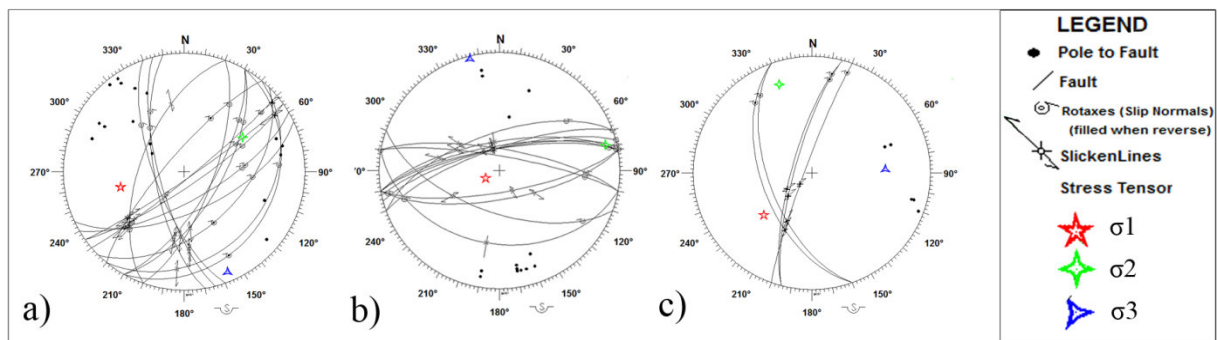 N
330°
30°
300°
60°
270°
90°
240°
120°
210°
150°
180°
a)
S
N
330°
30°
300°
60°
'0°
90°
240°
120°
210°
150°
180°
b)
S
N
330°
30°
300°
60°
270°
90°
240°
120°
210°
150°
180°
c)
S
LEGEND
Pole to Fault
Fault
Rotaxes (Slip Normals)
(filled when reverse)
SlickenLines
Stress Tensor
σ1
σ2
σ3